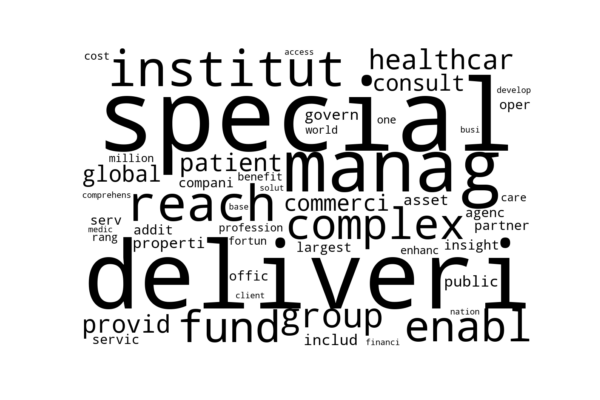 cost
access
institut
healthcar
consult
develop
special
govern
one
oper
world
busi
million
patient
manag
global
compani
benefit
solut
comprehens
reach
base
commerci
asset
care
serv
medic
rang
addit
profession
complex
agenc
partner
properti
fortun
largest
enhanc
insight
deliveri
offic
public
client
provid
fund
group
nation
enabl
servic
includ
financi